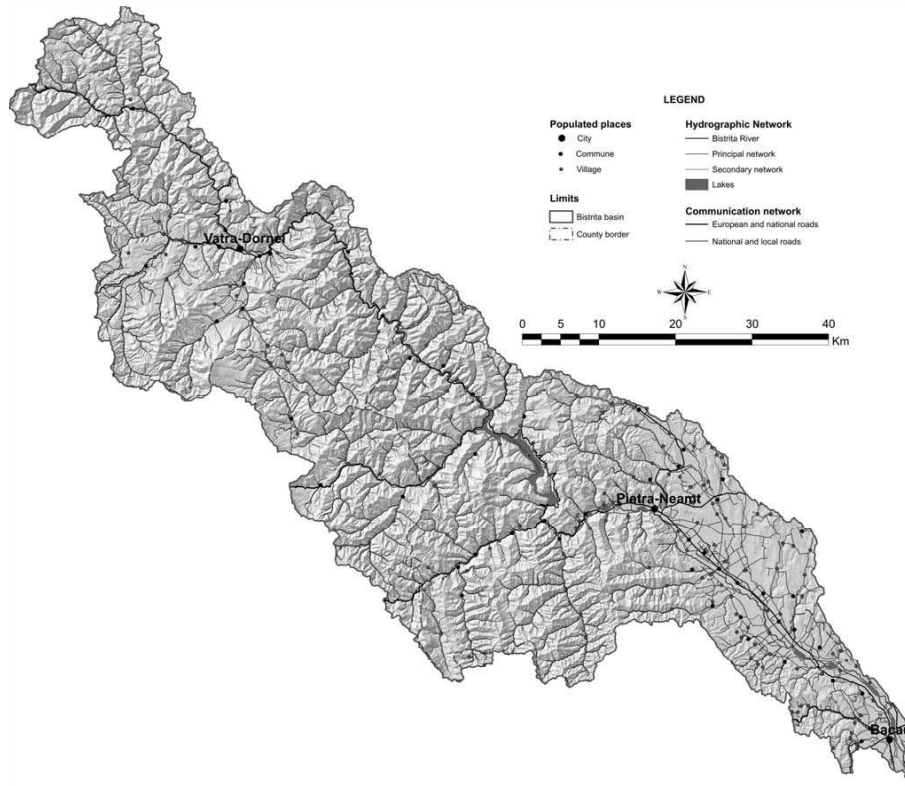 LEGEND
Populated places
City
Commune
Village
Limits
Bistrita basin
County border
Hydrographic Network
Bistrita River
Principal network
Secondary network
Lakes
Communication network
European and national roads
National and local roads
N
W E
S
0 5 10 20 30 40
Km
Vatra-Dornei
Piatra-Neamt
Bacau